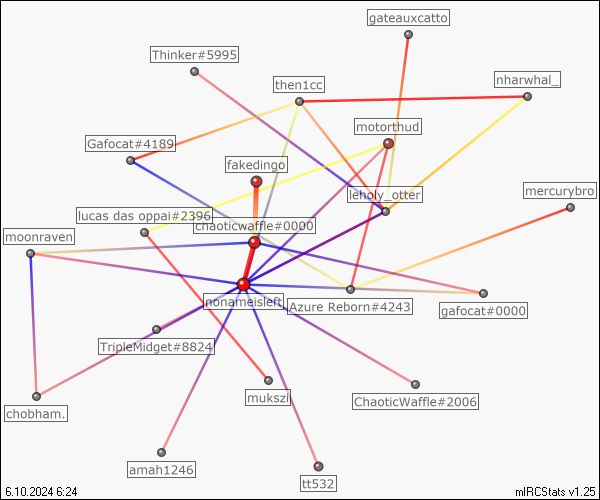 gateauxcatto
Thinker#5995
then1cc
nharwhal_
motorthud
Gafocat#4189
fakedingo
leholy_otter
mercurybro
lucas das oppai#2396
chaoticwaffle#0000
moonraven
nonameisleft
Azure Reborn#4243
gafocat#0000
TripleMidget#8824
mukszi
ChaoticWaffle#2006
chobham.
amah1246
tt532
6.10.2024 6:24
mIRCStats v1.25